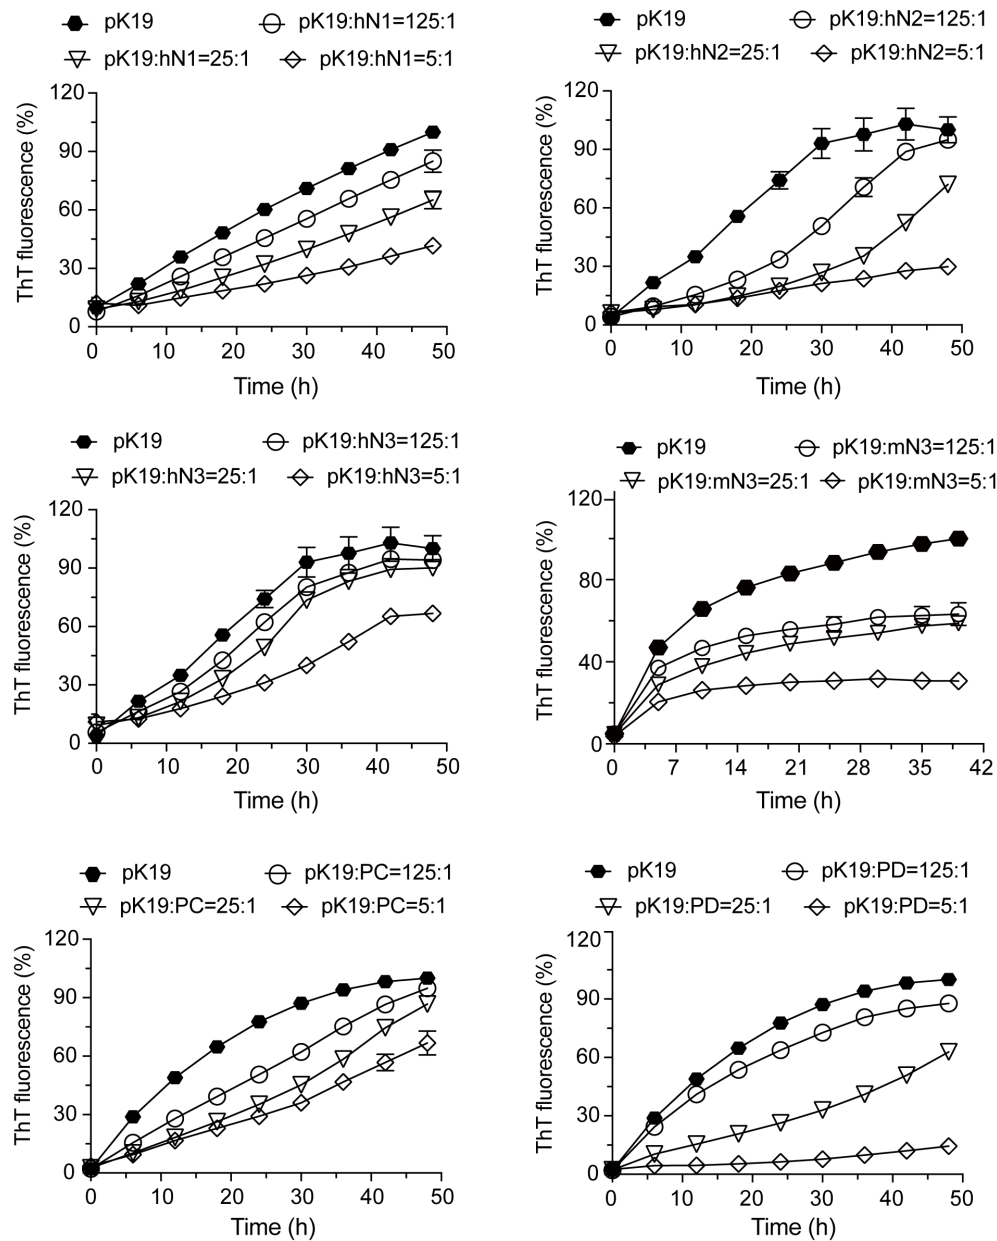 pK19 pK19:hN1=125:1
pK19:hN1=25:1 pK19:hN1=5:1
120
90
60
30
0
ThT fluorescence (%)
0 10 20 30 40 50
Time (h)
pK19 pK19:hN2=125:1
pK19:hN2=25:1 pK19:hN2=5:1
120
90
60
30
0
ThT fluorescence (%)
0 10 20 30 40 50
Time (h)
pK19 pK19:hN3=125:1
pK19:hN3=25:1 pK19:hN3=5:1
120
90
60
30
0
ThT fluorescence (%)
0 10 20 30 40 50
Time (h)
pK19 pK19:mN3=125:1
pK19:mN3=25:1 pK19:mN3=5:1
120
80
40
0
ThT fluorescence (%)
0 7 14 21 28 35 42
Time (h)
pK19 pK19:PC=125:1
pK19:PC=25:1 pK19:PC=5:1
120
90
60
30
0
ThT fluorescence (%)
0 10 20 30 40 50
Time (h)
pK19 pK19:PD=125:1
pK19:PD=25:1 pK19:PD=5:1
120
90
60
30
0
ThT fluorescence (%)
0 10 20 30 40 50
Time (h)